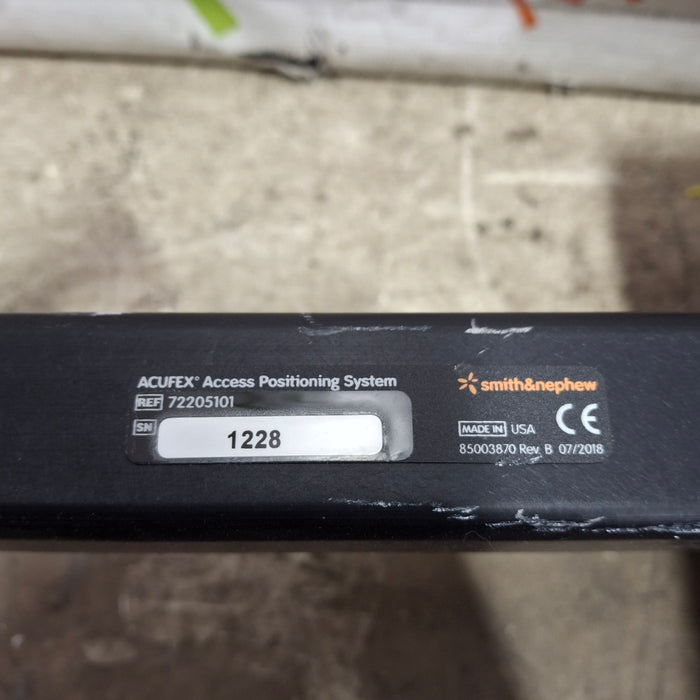 ACUFEX® Access Positioning System
REF 72205101
SN 1228
smith&nephew
MADE IN USA CE
85003870 Rev. B 07/2018